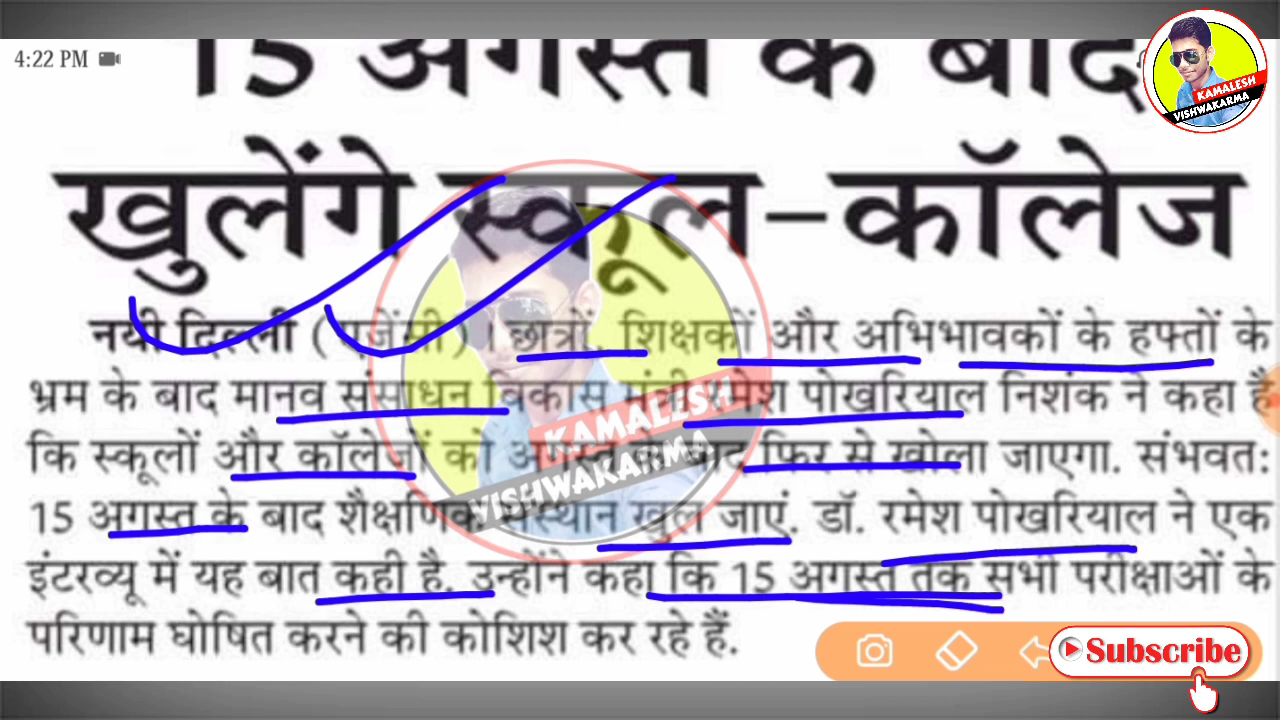 4:22 PM
15 अगस्त के बाद
KAMALESH
VISHWAKARMA
खुलेंगे स्कूल-कॉलेज
नयी दिल्ली (एजेंसी) । छात्रों, शिक्षकों और अभिभावकों के हफ्तों के
भ्रम के बाद मानव संसाधन विकास मंत्री रमेश पोखरियाल निशंक ने कहा है
कि स्कूलों और कॉलेजों को अगस्त के बाद फिर से खोला जाएगा. संभवत:
15 अगस्त के बाद शैक्षणिक संस्थान खुल जाएं. डॉ. रमेश पोखरियाल ने एक
इंटरव्यू में यह बात कही है. उन्होंने कहा कि 15 अगस्त तक सभी परीक्षाओं के
परिणाम घोषित करने की कोशिश कर रहे हैं.
KAMALESH
VISHWAKARMA
Subscribe